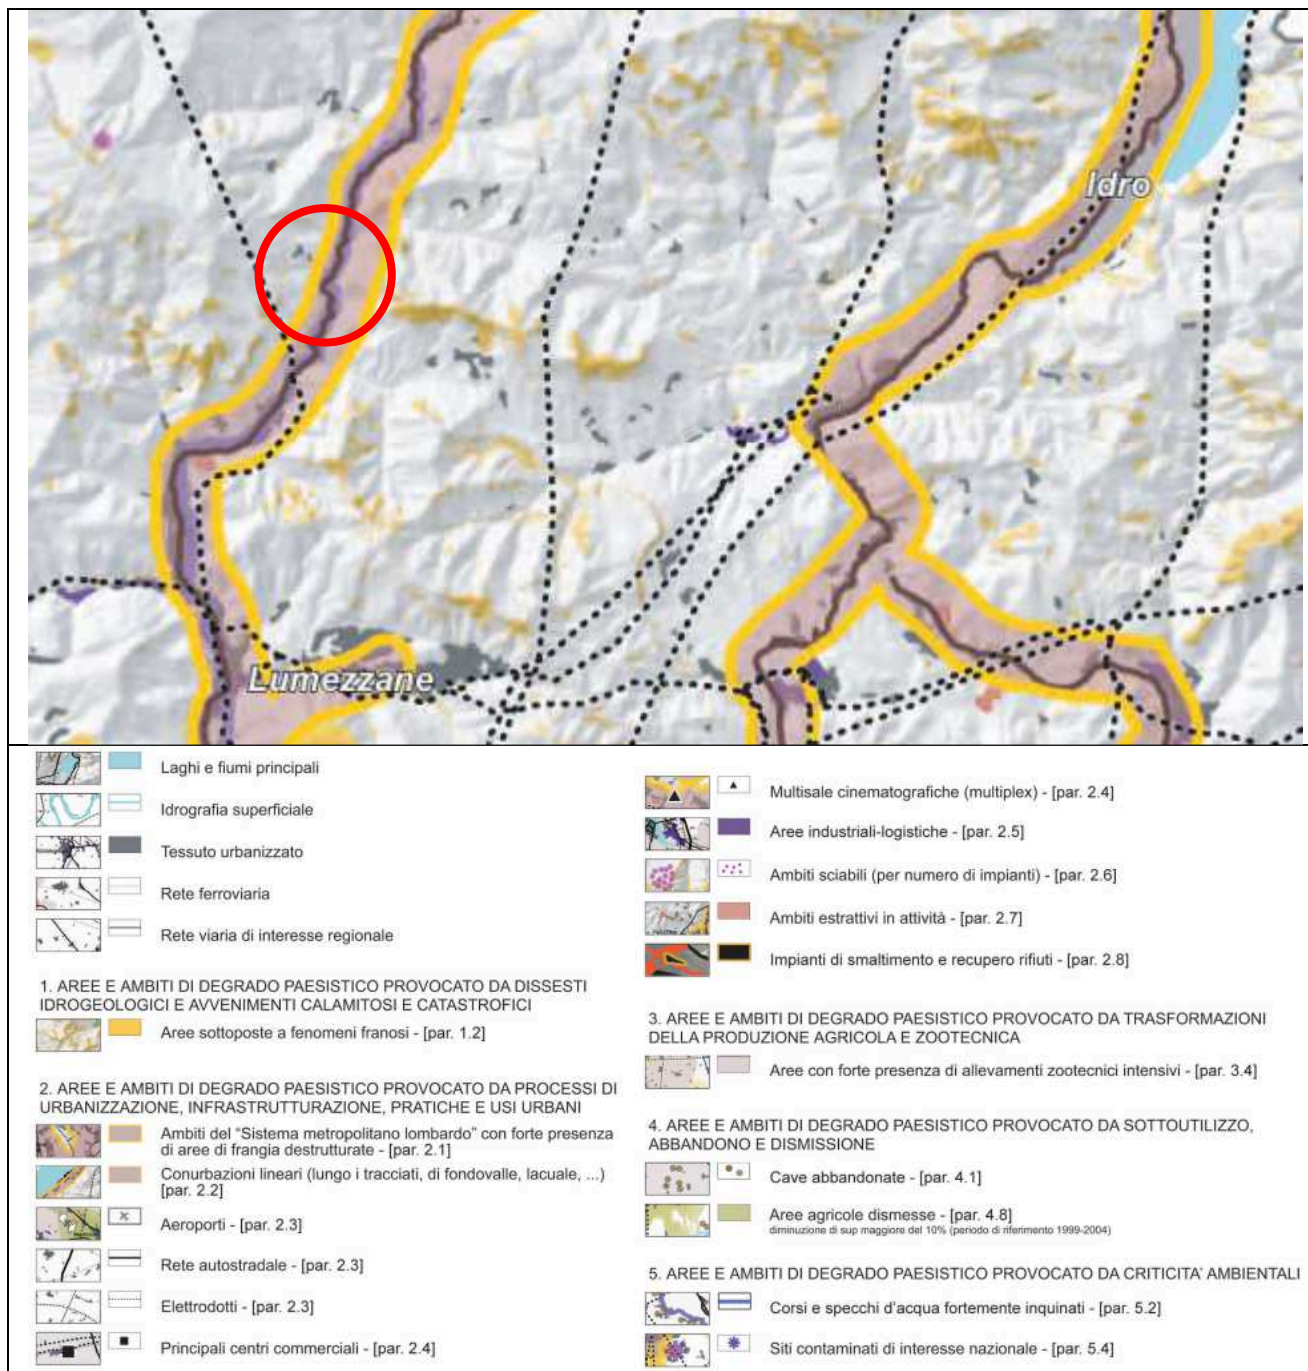 Idro
Lumezzane
Laghi e fiumi principali
Idrografia superficiale
Tessuto urbanizzato
Rete ferroviaria
Rete viaria di interesse regionale
1. AREE E AMBITI DI DEGRADO PAESISTICO PROVOCATO DA DISSESTI
IDROGEOLOGICI E AVVENIMENTI CALAMITOSI E CATASTROFICI
Aree sottoposte a fenomeni franosi - [par. 1.2]
2. AREE E AMBITI DI DEGRADO PAESISTICO PROVOCATO DA PROCESSI DI
URBANIZZAZIONE, INFRASTRUTTURAZIONE, PRATICHE E USI URBANI
Ambiti del "Sistema metropolitano lombardo" con forte presenza
di aree di frangia destrutturate - [par. 2.1]
Conurbazioni lineari (lungo i tracciati, di fondovalle, lacuale, ...)
[par. 2.2]
Aeroporti - [par. 2.3]
Rete autostradale - [par. 2.3]
Elettrodotti - [par. 2.3]
Principali centri commerciali - [par. 2.4]
Multisale cinematografiche (multiplex) - [par. 2.4]
Aree industriali-logistiche - [par. 2.5]
Ambiti sciabili (per numero di impianti) - [par. 2.6]
Ambiti estrattivi in attività - [par. 2.7]
Impianti di smaltimento e recupero rifiuti - [par. 2.8]
3. AREE E AMBITI DI DEGRADO PAESISTICO PROVOCATO DA TRASFORMAZIONI
DELLA PRODUZIONE AGRICOLA E ZOOTECNICA
Aree con forte presenza di allevamenti zootecnici intensivi - [par. 3.4]
4. AREE E AMBITI DI DEGRADO PAESISTICO PROVOCATO DA SOTTOUTILIZZO,
ABBANDONO E DISMISSIONE
Cave abbandonate - [par. 4.1]
Aree agricole dismesse - [par. 4.8]
diminuzione di sup maggiore del 10% (periodo di riferimento 1999-2004)
5. AREE E AMBITI DI DEGRADO PAESISTICO PROVOCATO DA CRITICITA' AMBIENTALI
Corsi e specchi d'acqua fortemente inquinati - [par. 5.2]
Siti contaminati di interesse nazionale - [par. 5.4]